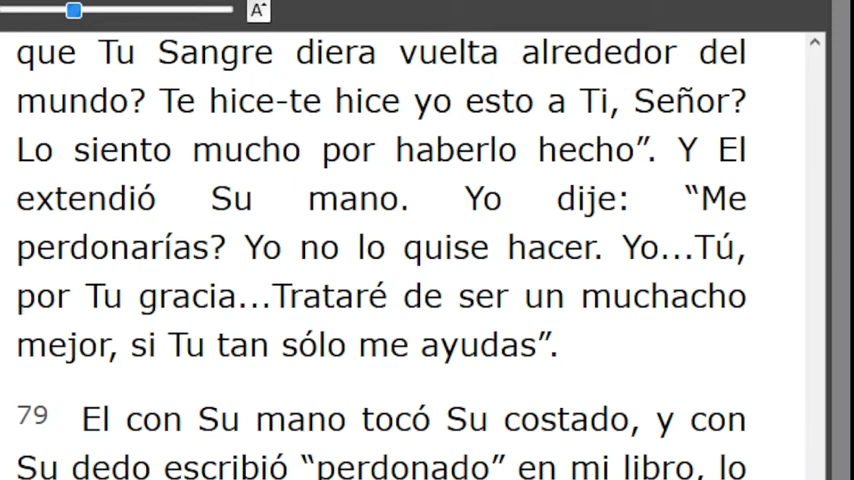 A
que Tu Sangre diera vuelta alrededor del
mundo? Te hice-te hice yo esto a Ti, Señor?
Lo siento mucho por haberlo hecho”. Y El
extendió Su mano. Yo dije: “Me
perdonarías? Yo no lo quise hacer. Yo...Tú,
por Tu gracia...Trataré de ser un muchacho
mejor, si Tu tan sólo me ayudas”.
79 El con Su mano tocó Su costado, y con
Su dedo escribió “perdonado” en mi libro, lo